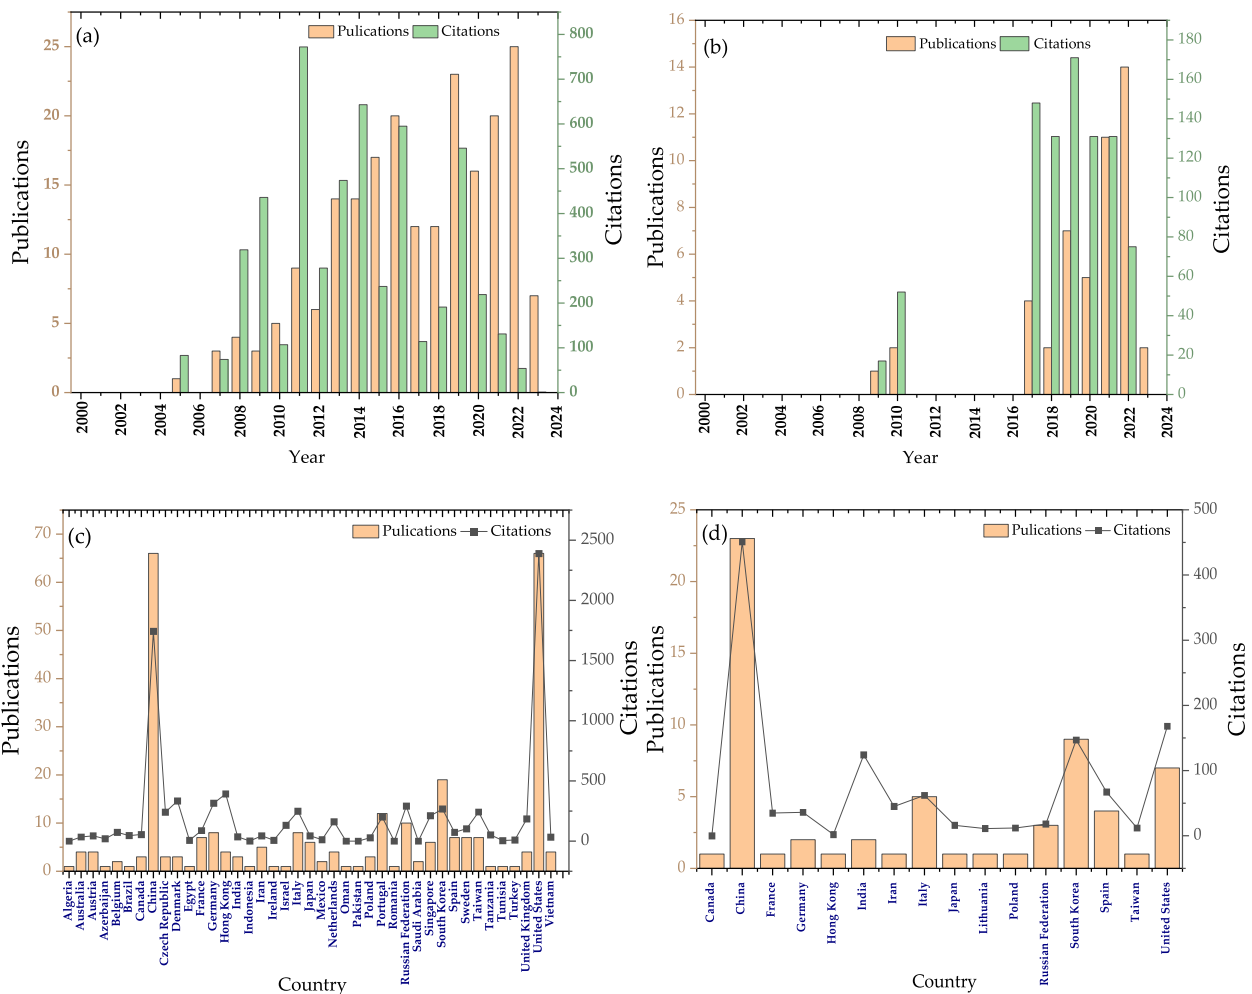 (a)
Pulications
Citations
25
20
15
10
5
0
Publications
800
700
600
500
400
300
200
100
0
Citations
2000
2002
2004
2006
2008
2010
2012
2014
2016
2018
2020
2022
2024
Year
(b)
Publications
Citations
16
14
12
10
8
6
4
2
0
Publications
180
160
140
120
100
80
60
40
20
0
Citations
2000
2002
2004
2006
2008
2010
2012
2014
2016
2018
2020
2022
2024
Year
(c)
Pulications
Citations
70
60
50
40
30
20
10
0
Publications
2500
2000
1500
1000
500
0
Citations
Algeria
Australia
Austria
Azerbaijan
Belgium
Brazil
Canada
China
Czech Republic
Denmark
Egypt
France
Germany
Hong Kong
India
Indonesia
Iran
Ireland
Israel
Italy
Japan
Mexico
Netherlands
Oman
Pakistan
Poland
Portugal
Romania
Russian Federation
Saudi Arabia
Singapore
South Korea
Spain
Sweden
Taiwan
Tanzania
Tunisia
Turkey
United Kingdom
United States
Vietnam
Country
(d)
Pulications
Citations
25
20
15
10
5
0
Publications
500
400
300
200
100
0
Citations
Canada
China
France
Germany
Hong Kong
India
Iran
Italy
Japan
Lithuania
Poland
Russian Federation
South Korea
Spain
Taiwan
United States
Country